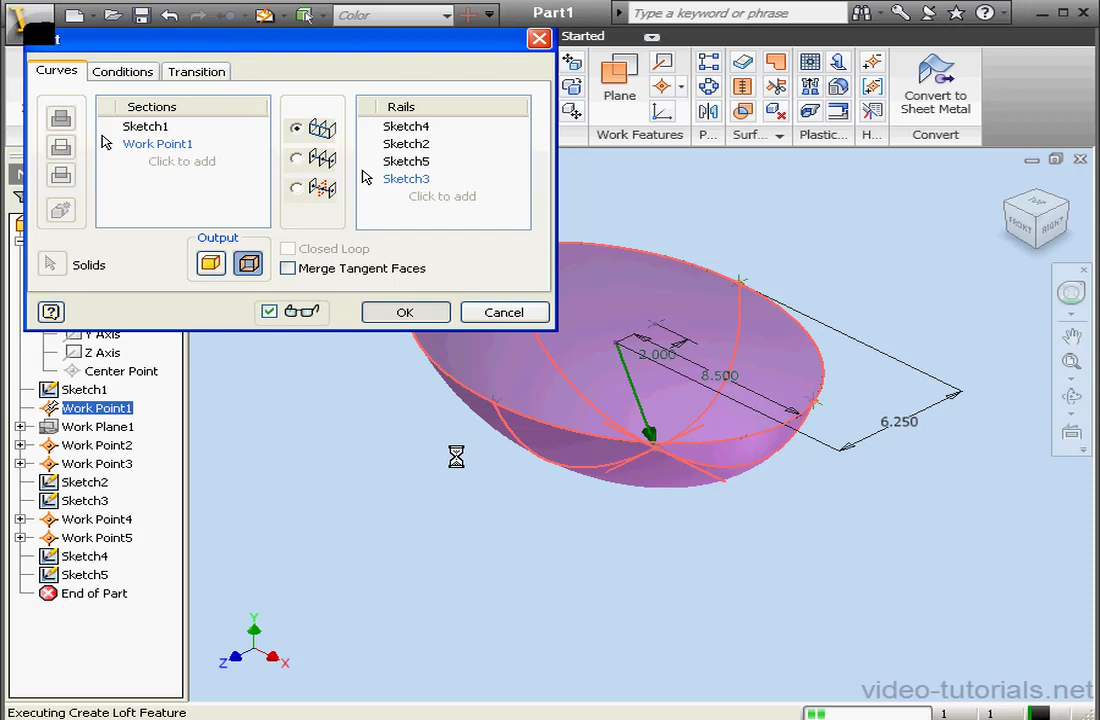 Color
Part1
Type a keyword or phrase
Started
Curves
Conditions
Transition
Sections
Sketch1
Work Point1
Click to add
Rails
Sketch4
Sketch2
Sketch5
Sketch3
Click to add
Output
Solids
Closed Loop
Merge Tangent Faces
OK
Cancel
Plane
Convert to
Sheet Metal
Work Features
P...
Surf...
Plastic...
H...
Convert
TOP
FRONT
RIGHT
Y Axis
Z Axis
Center Point
Sketch1
Work Point1
Work Plane1
Work Point2
Work Point3
Sketch2
Sketch3
Work Point4
Work Point5
Sketch4
Sketch5
End of Part
2.000
8.500
6.250
Y
Z
X
video-tutorials.net
Executing Create Loft Feature
1
1